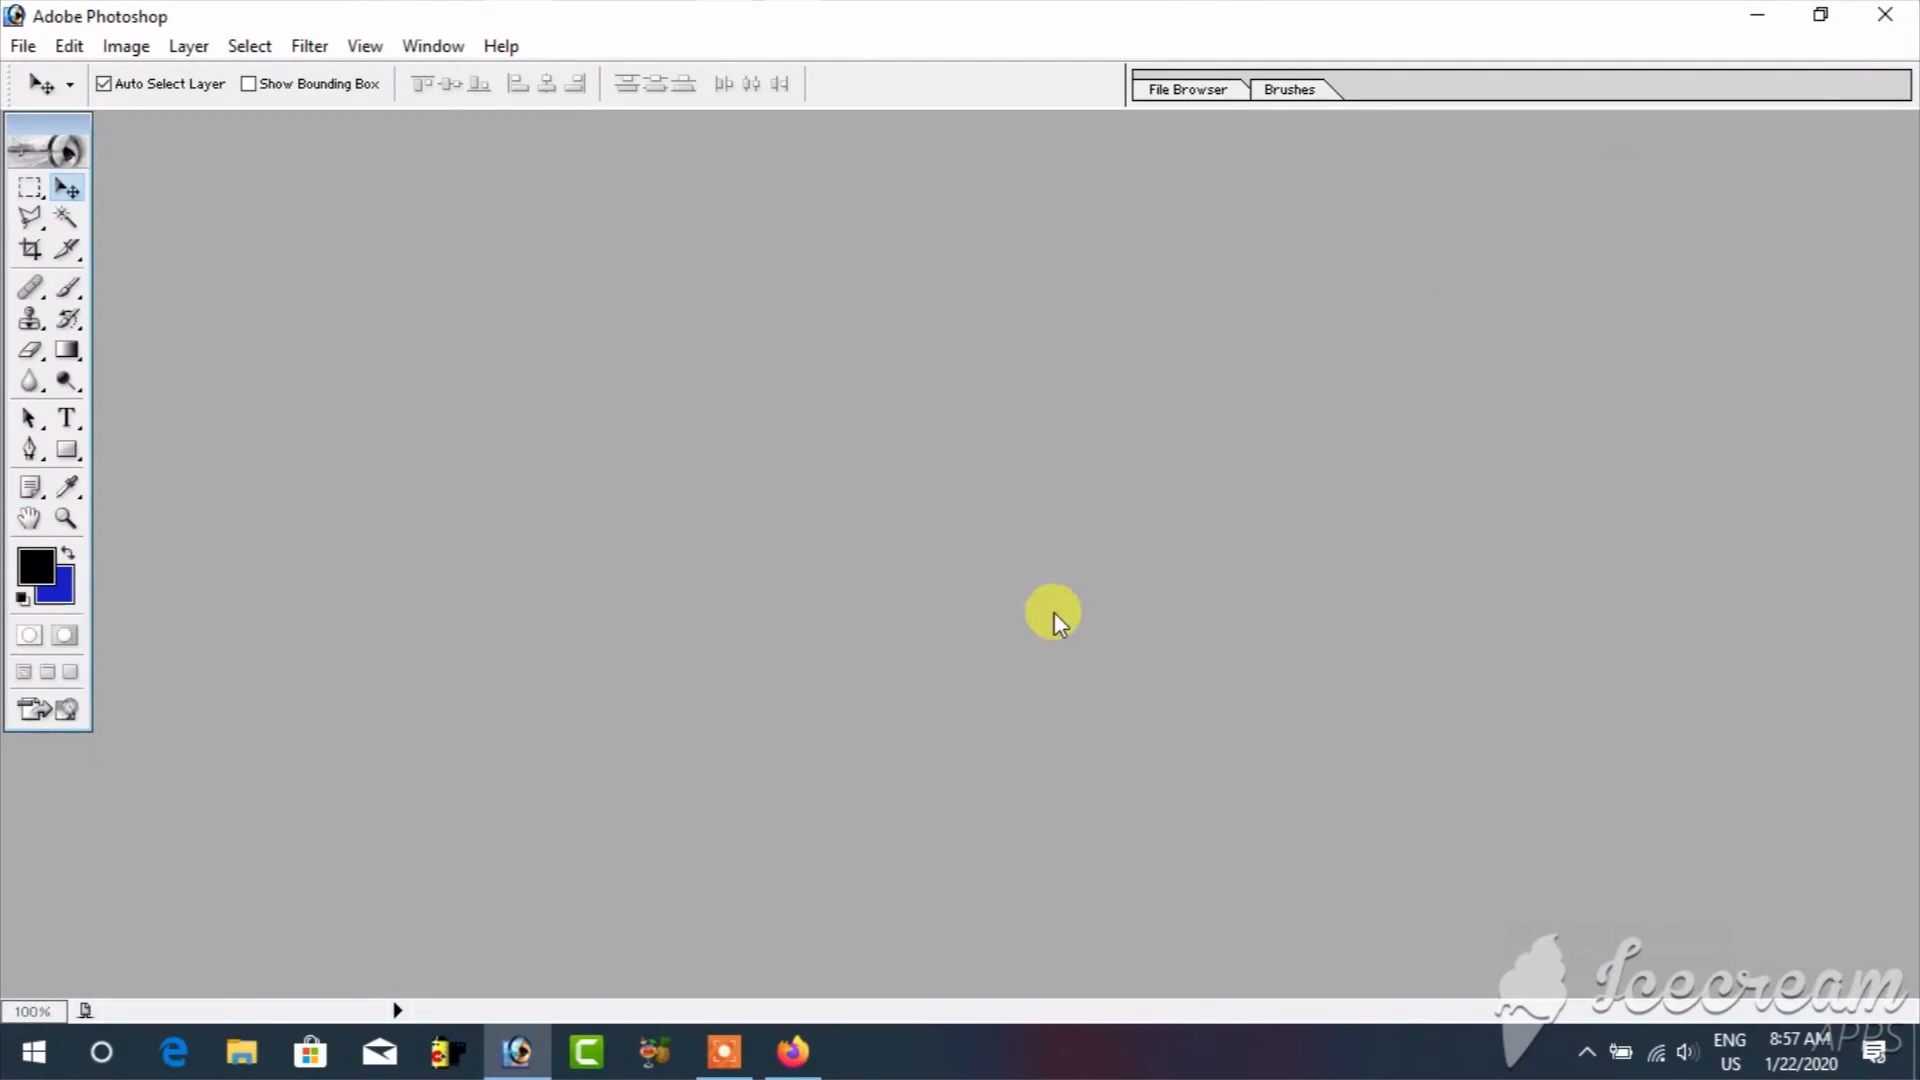 Adobe Photoshop
File Edit Image Layer Select Filter View Window Help
Auto Select Layer Show Bounding Box File Browser Brushes
T
100%
Icecream
APPS
ENG 8:57 AM
US 1/22/2020